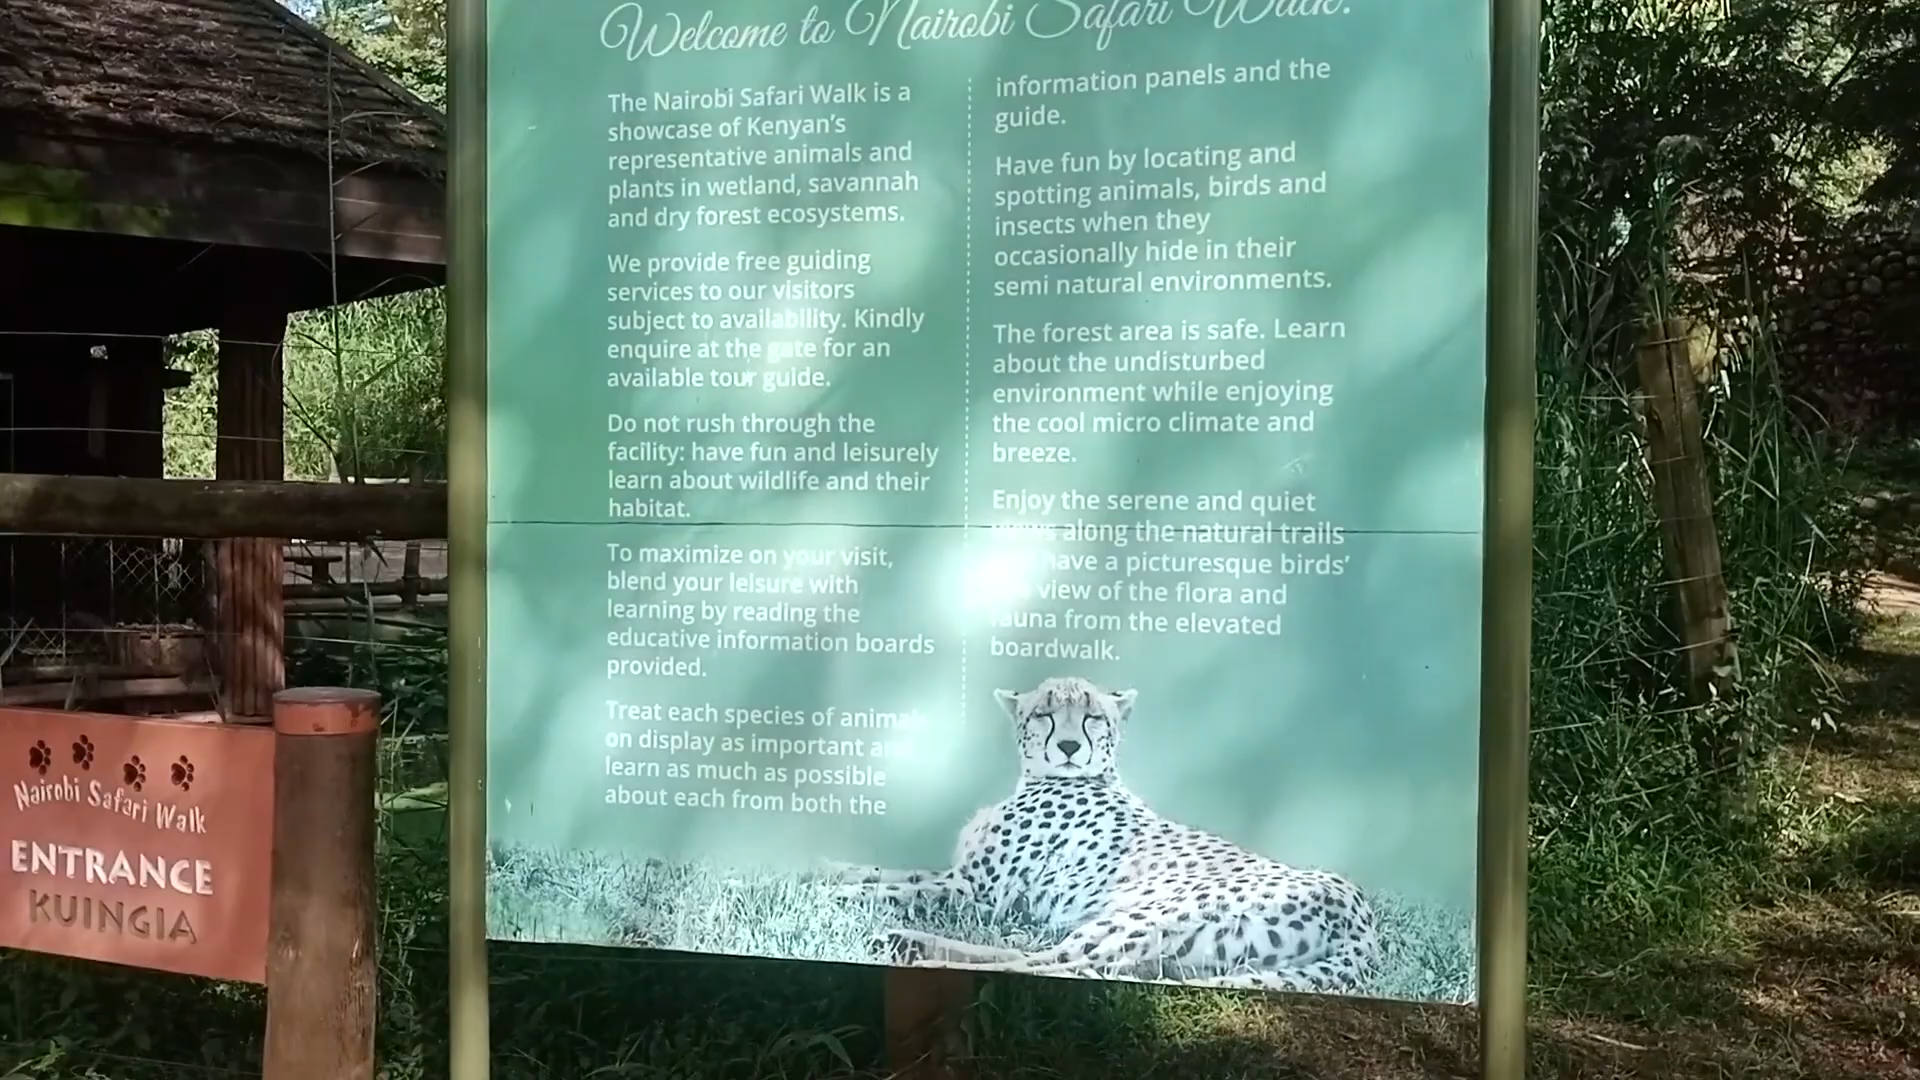 Welcome to Nairobi Safari Walk.
The Nairobi Safari Walk is a
showcase of Kenyan's
representative animals and
plants in wetland, savannah
and dry forest ecosystems.
We provide free guiding
services to our visitors
subject to availability. Kindly
enquire at the gate for an
available tour guide.
Do not rush through the
facility: have fun and leisurely
learn about wildlife and their
habitat.
To maximize on your visit,
blend your leisure with
learning by reading the
educative information boards
provided.
Treat each species of animals
on display as important
learn as much as possible
about each from both the
information panels and the
guide.
Have fun by locating and
spotting animals, birds and
insects when they
occasionally hide in their
semi natural environments.
The forest area is safe. Learn
about the undisturbed
environment while enjoying
the cool micro climate and
breeze.
Enjoy the serene and quiet
views along the natural trails
have a picturesque birds'
view of the flora and
fauna from the elevated
boardwalk.
Nairobi Safari Walk
ENTRANCE
KUINGIA